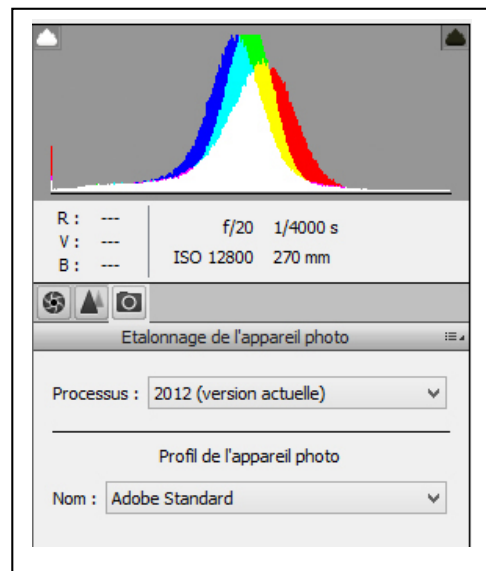 R : ---
V : ---
B : ---
f/20 1/4000 s
ISO 12800 270 mm
Etalonnage de l'appareil photo
Processus : 2012 (version actuelle)
Profil de l'appareil photo
Nom : Adobe Standard